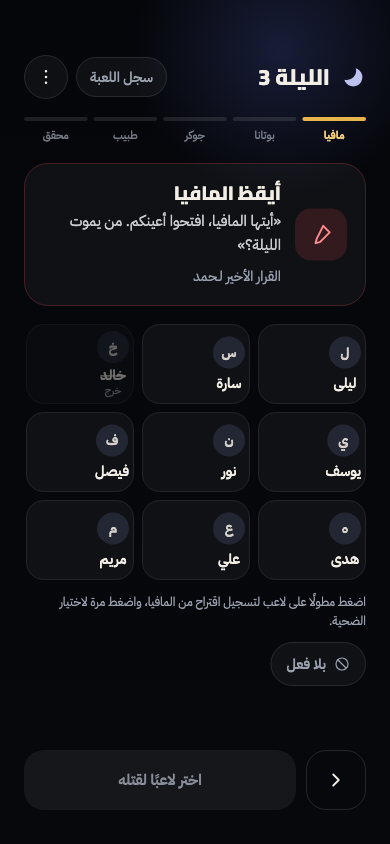 الليلة 3
سجل اللعبة
مافيا
بوتانا
جوكر
طبيب
محقق
أيقظ المافيا
«أيتها المافيا، افتحوا أعينكم. من يموت
الليلة؟»
القرار الأخير لحمد
ل
ليلى
س
سارة
خ
خالد
خرج
ي
يوسف
ن
نور
ف
فيصل
ه
هدى
ع
علي
م
مريم
اضغط مطولًا على لاعب لتسجيل اقتراح من المافيا، واضغط مرة لاختيار
الضحية.
بلا فعل
اختر لاعبًا لقتله